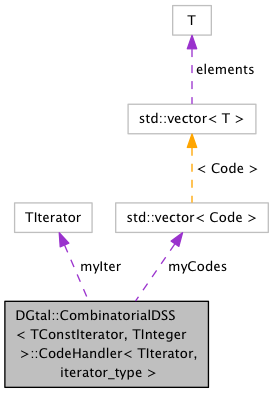 T
elements
std::vector< T >
< Code >
TIterator
std::vector< Code >
myIter
myCodes
DGtal::CombinatorialDSS
< TConstIterator, TInteger
>::CodeHandler< TIterator,
iterator_type >